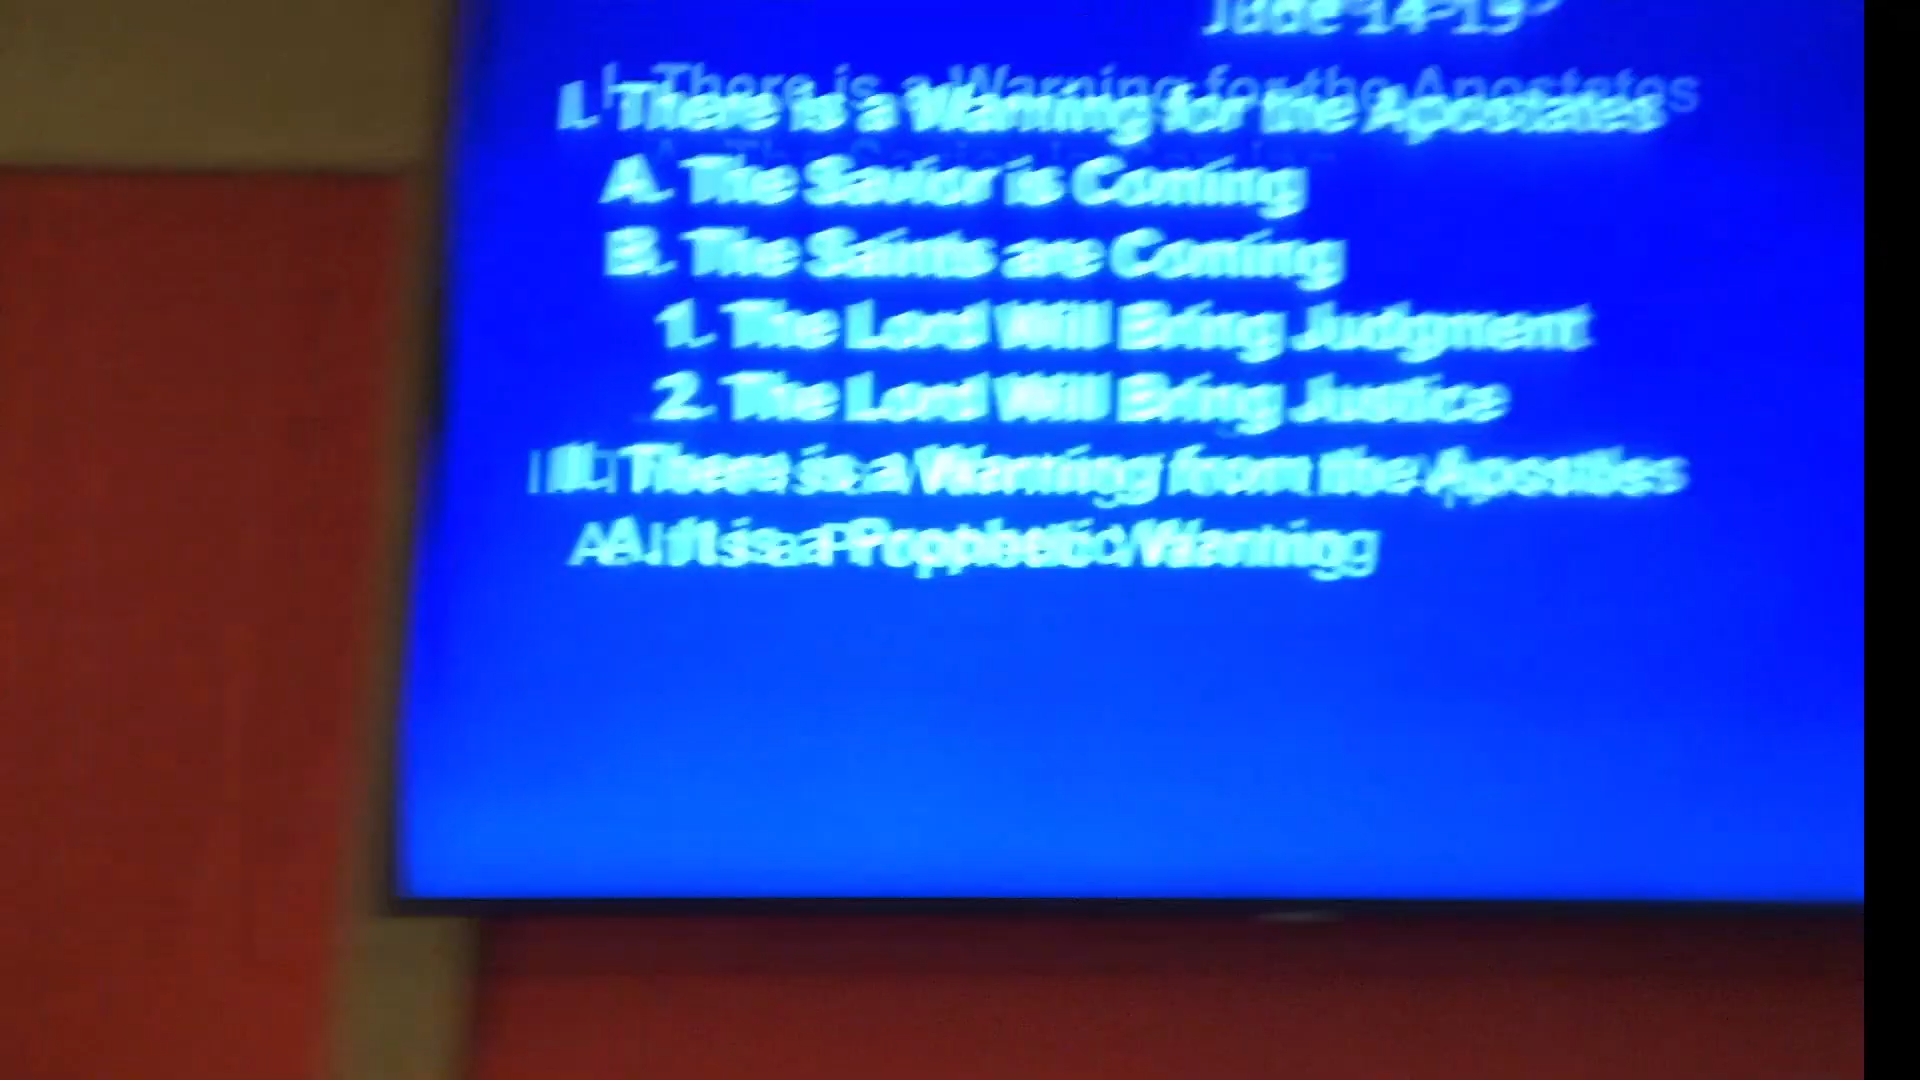 Jude 14-19
I. There is a Warning for the Apostates
A. The Savior is Coming
B. The Saints are Coming
1. The Lord Will Bring Judgment
2. The Lord Will Bring Justice
II. There is a Warning from the Apostles
A. It is a Prophetic Warning